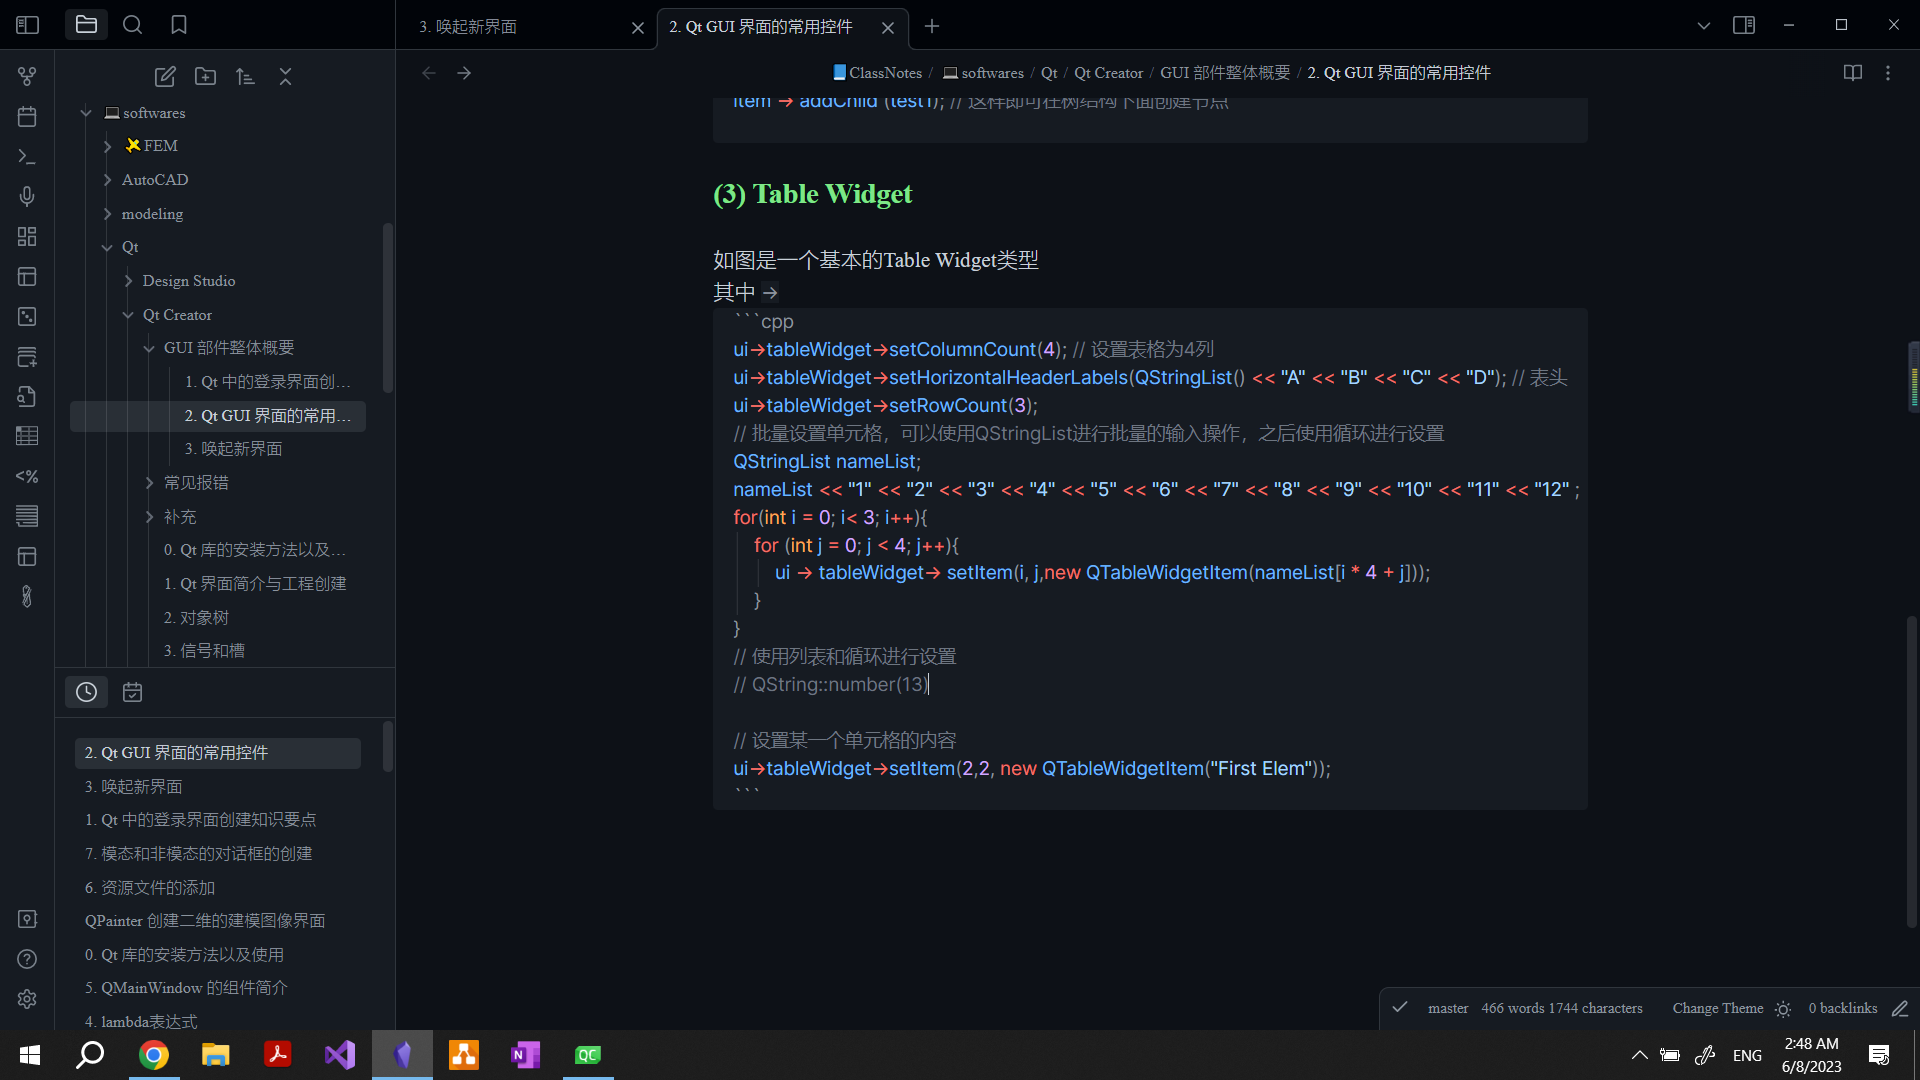 3. 唤起新界面
2. Qt GUI 界面的常用控件
ClassNotes / softwares / Qt / Qt Creator / GUI 部件整体概要 / 2. Qt GUI 界面的常用控件
softwares
FEM
AutoCAD
modeling
Qt
Design Studio
Qt Creator
GUI 部件整体概要
1. Qt 中的登录界面创…
2. Qt GUI 界面的常用…
3. 唤起新界面
常见报错
补充
0. Qt 库的安装方法以及…
1. Qt 界面简介与工程创建
2. 对象树
3. 信号和槽
2. Qt GUI 界面的常用控件
3. 唤起新界面
1. Qt 中的登录界面创建知识要点
7. 模态和非模态的对话框的创建
6. 资源文件的添加
QPainter 创建二维的建模图像界面
0. Qt 库的安装方法以及使用
5. QMainWindow 的组件简介
4. lambda表达式
item → addChild (test1); // 这样即可在树结构下面创建节点
(3) Table Widget
如图是一个基本的Table Widget类型
其中 →
```cpp
ui→tableWidget→setColumnCount(4); // 设置表格为4列
ui→tableWidget→setHorizontalHeaderLabels(QStringList() << "A" << "B" << "C" << "D"); // 表头
ui→tableWidget→setRowCount(3);
// 批量设置单元格，可以使用QStringList进行批量的输入操作，之后使用循环进行设置
QStringList nameList;
nameList << "1" << "2" << "3" << "4" << "5" << "6" << "7" << "8" << "9" << "10" << "11" << "12" ;
for(int i = 0; i< 3; i++){
for (int j = 0; j < 4; j++){
ui → tableWidget→ setItem(i, j,new QTableWidgetItem(nameList[i * 4 + j]));
}
}
// 使用列表和循环进行设置
// QString::number(13)
// 设置某一个单元格的内容
ui→tableWidget→setItem(2,2, new QTableWidgetItem("First Elem"));
```
master 466 words 1744 characters Change Theme 0 backlinks
QC
ENG
2:48 AM
6/8/2023